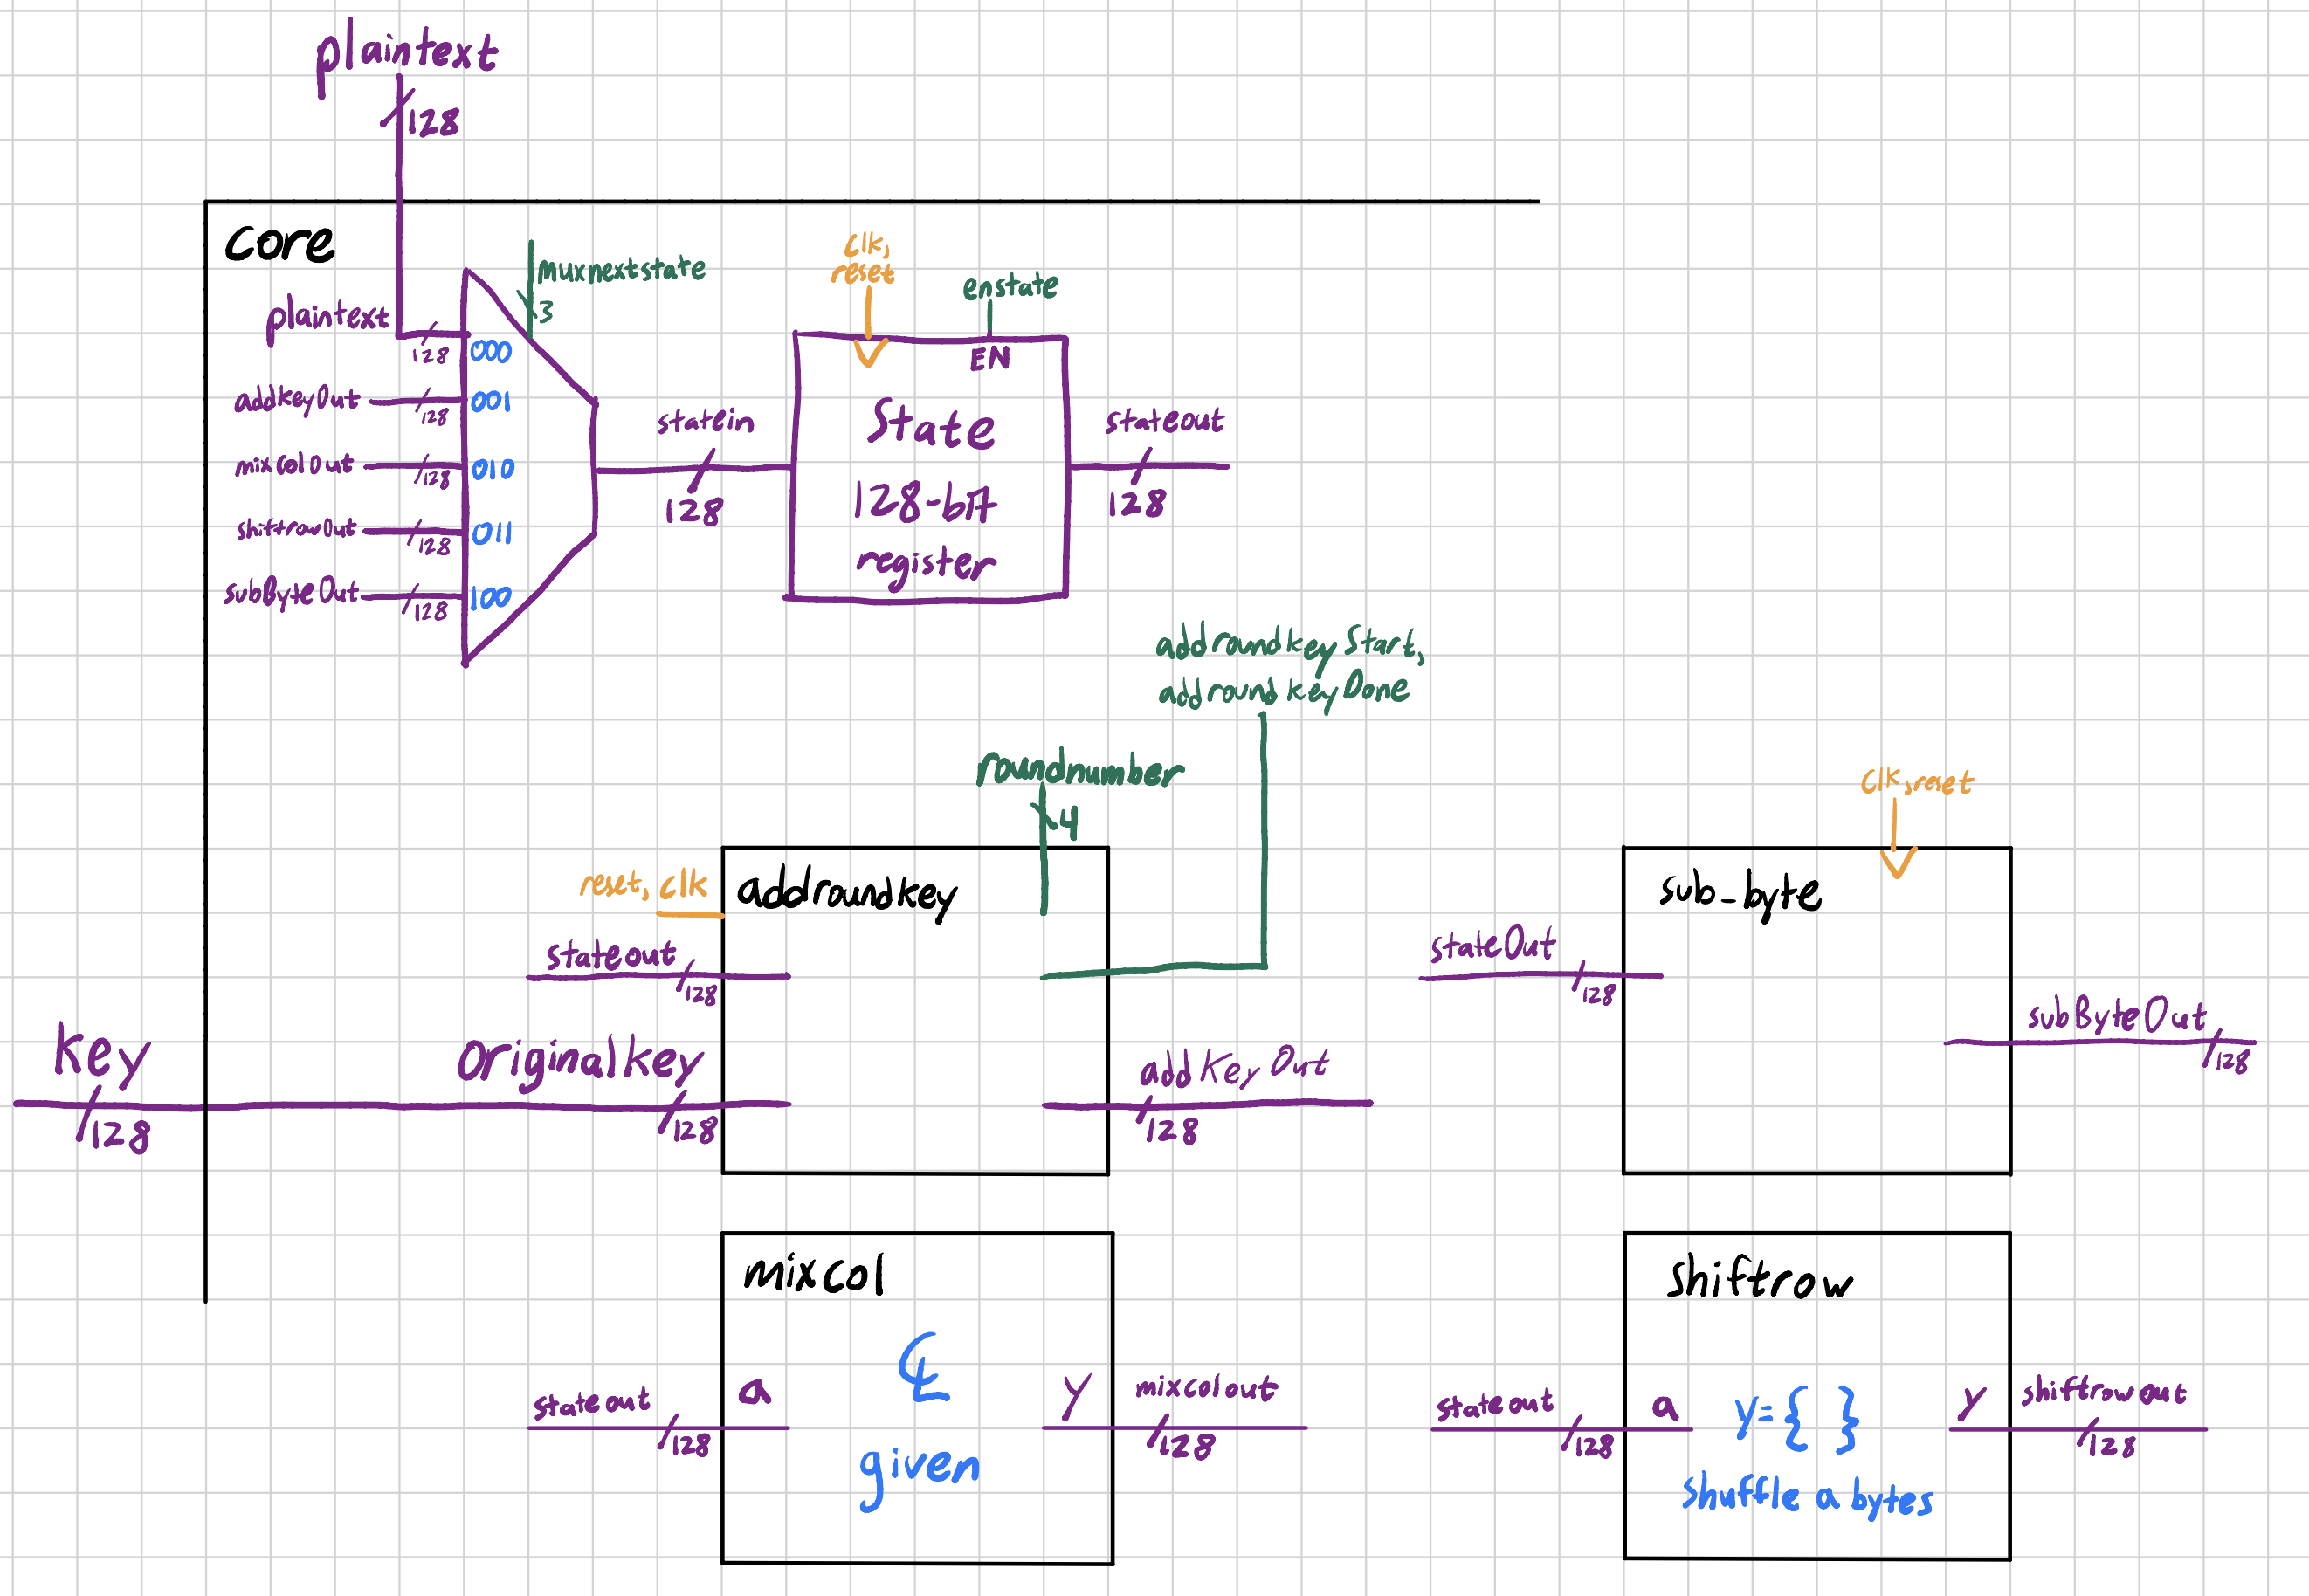 plaintext
128
core
muxnextstate
3
plaintext
128
000
addkeyOut
128
001
mixcolOut
128
010
shiftrowOut
128
011
subByteOut
128
100
statein
128
clk,
reset
enstate
EN
State
128-bit
register
stateout
128
addroundkeyStart,
addroundkeyDone
roundnumber
4
reset, clk
addroundkey
stateout
128
key
128
Originalkey
128
addKeyOut
128
clk,reset
sub_byte
stateOut
128
subByteOut
128
mixcol
stateout
128
a
CL
given
y
mixcolout
128
shiftrow
stateout
128
a
y={ }
shuffle a bytes
y
shiftrowout
128